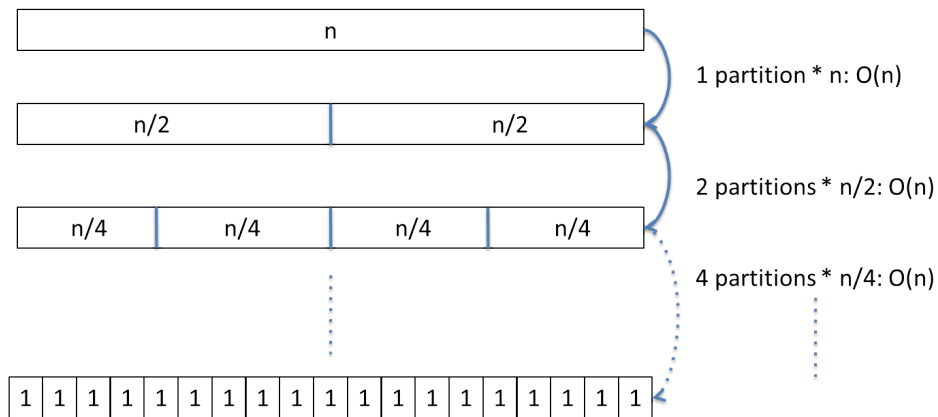 n
1 partition * n: O(n)
n/2 n/2
2 partitions * n/2: O(n)
n/4 n/4 n/4 n/4
4 partitions * n/4: O(n)
1 1 1 1 1 1 1 1 1 1 1 1 1 1 1 1 1 1 1